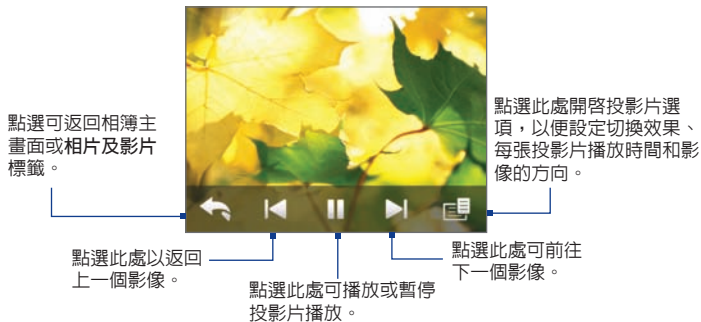 點選可返回相簿主
畫面或相片及影片
標籤。
點選此處開啓投影片選
項，以便設定切換效果、
每張投影片播放時間和影
像的方向。
點選此處以返回
上一個影像。
點選此處可播放或暫停
投影片播放。
點選此處可前往
下一個影像。